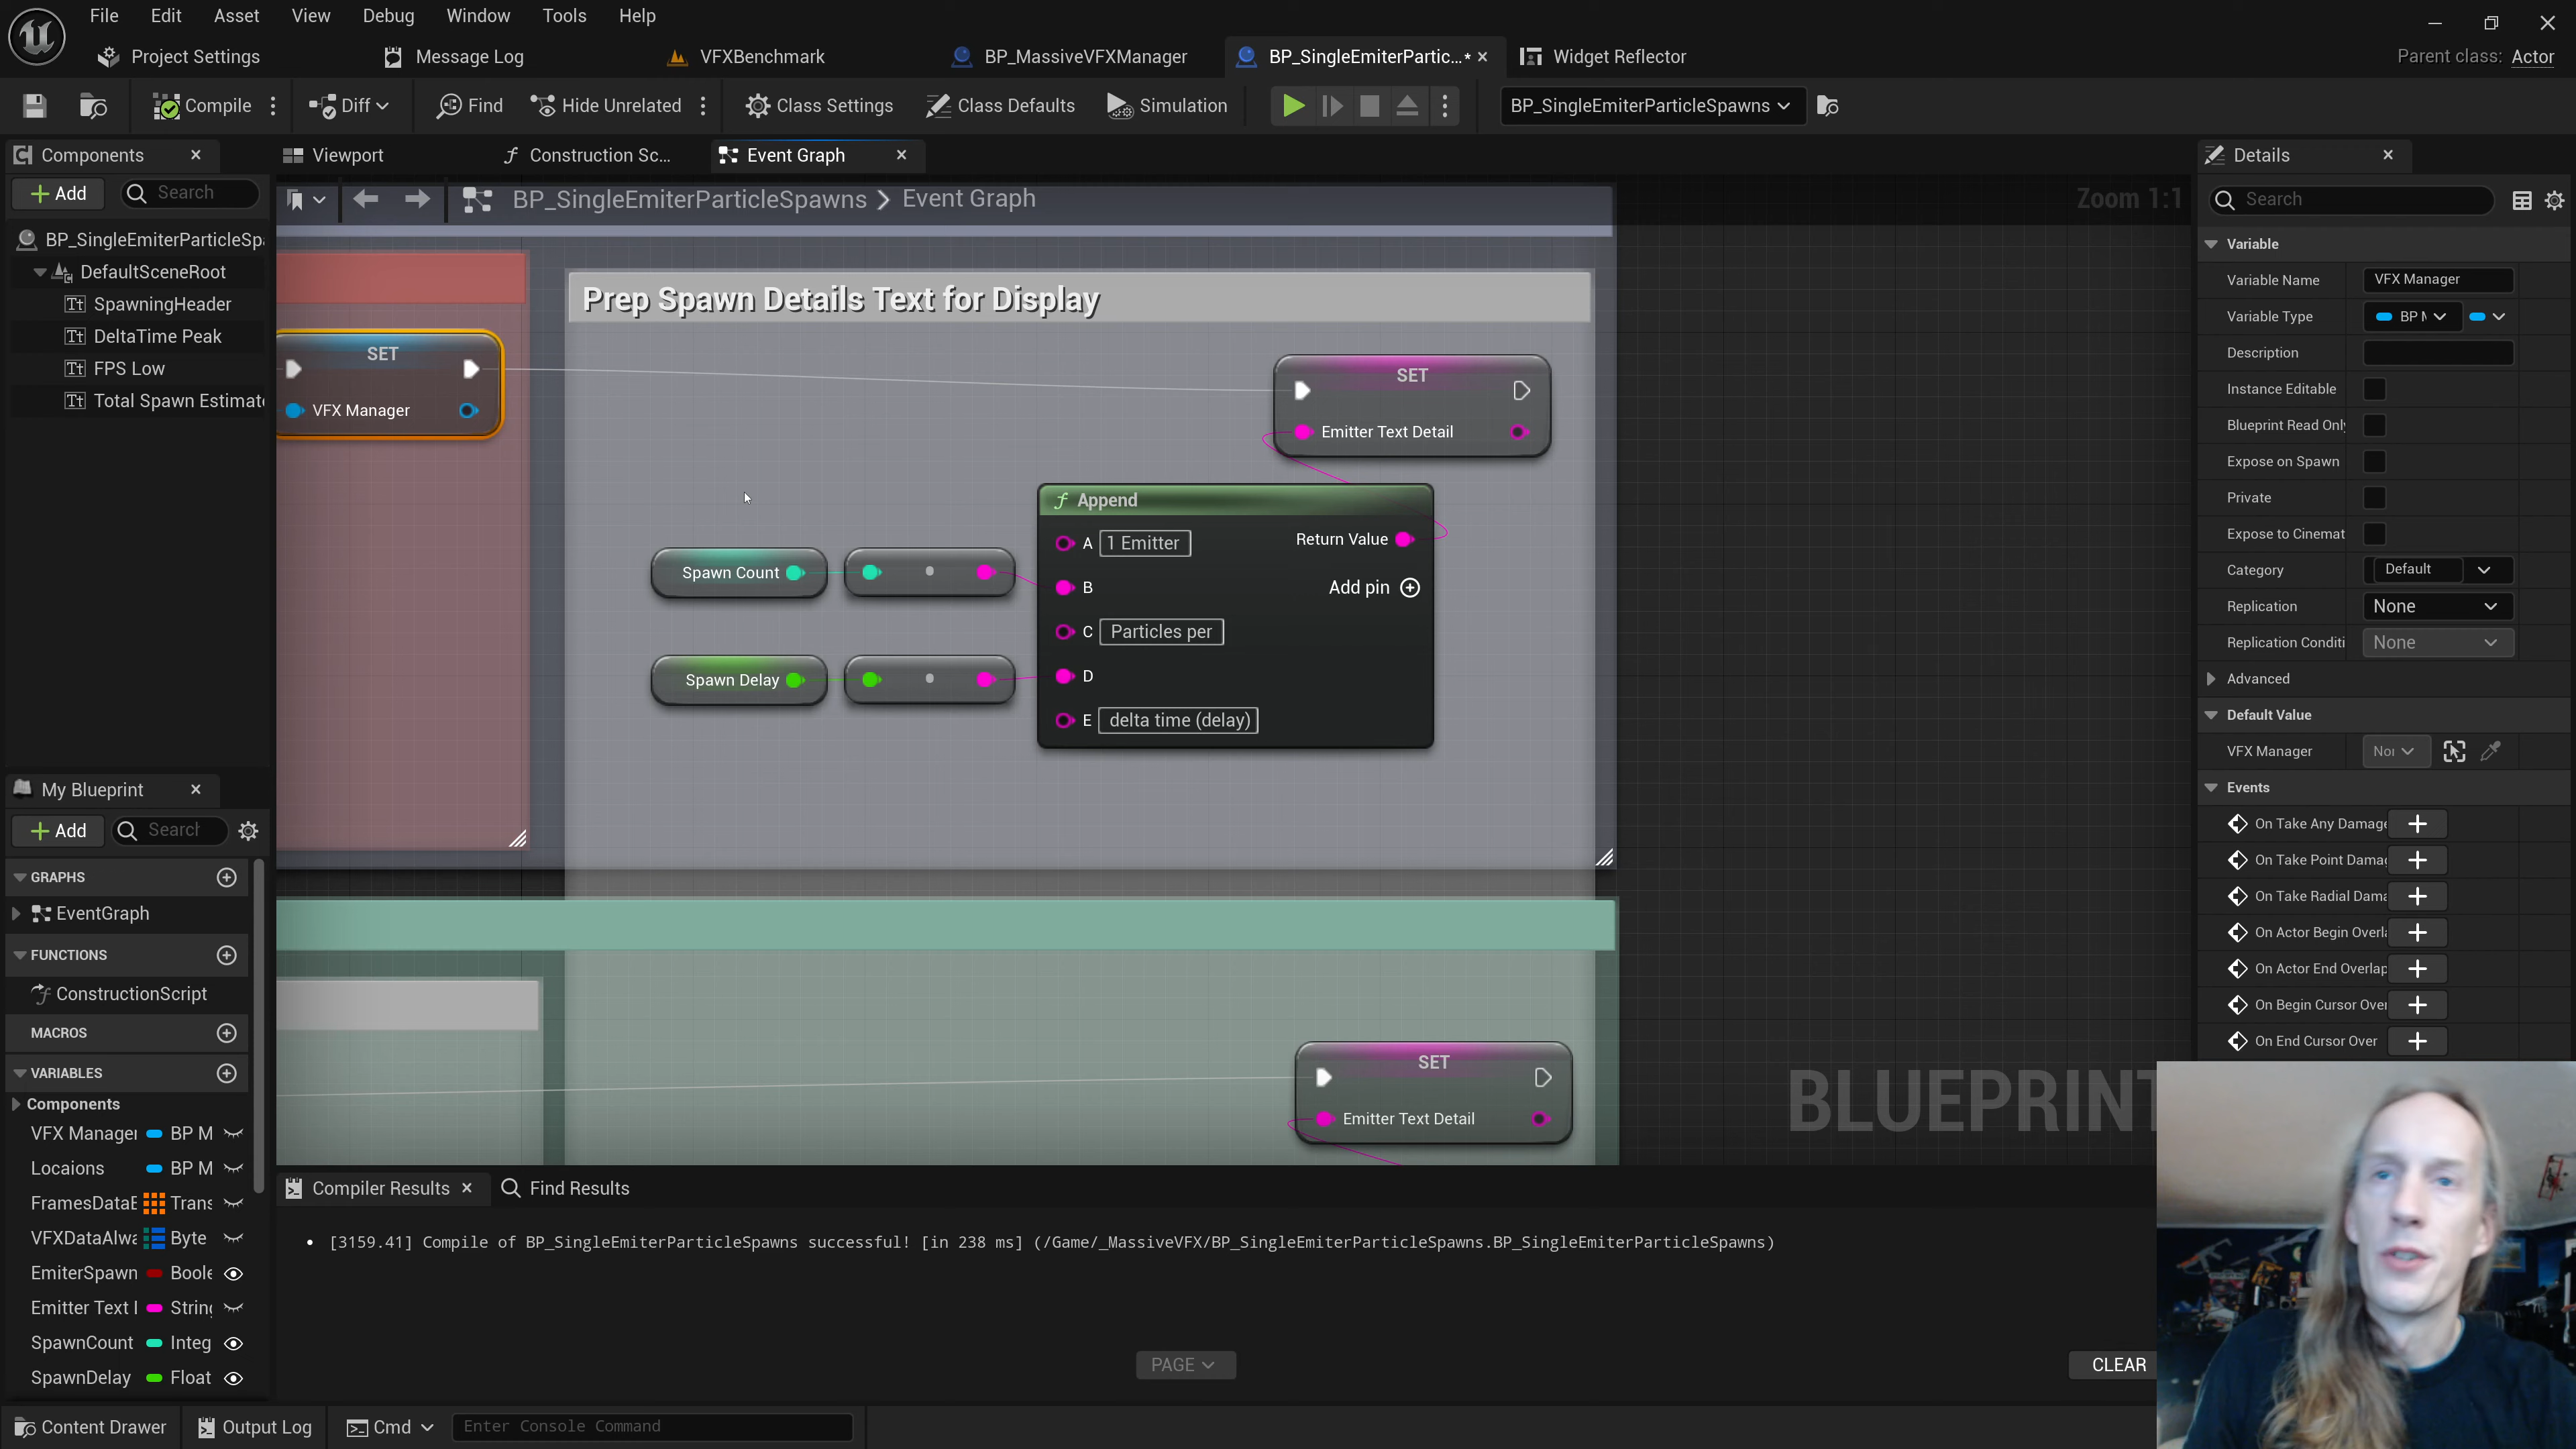 File Edit Asset View Debug Window Tools Help
Project Settings Message Log VFXBenchmark BP_MassiveVFXManager BP_SingleEmiterPartic...* Widget Reflector Parent class: Actor
Compile Diff Find Hide Unrelated Class Settings Class Defaults Simulation BP_SingleEmiterParticleSpawns
Components Viewport Construction Sc... Event Graph Details
Add Search BP_SingleEmiterParticleSpawns > Event Graph Zoom 1:1 Search
BP_SingleEmiterParticleSpa
DefaultSceneRoot
SpawningHeader
DeltaTime Peak
FPS Low
Total Spawn Estimate
Prep Spawn Details Text for Display
SET
VFX Manager
SET
Emitter Text Detail
Append
A 1 Emitter Return Value
Spawn Count B Add pin
C Particles per
Spawn Delay D
E delta time (delay)
SET
Emitter Text Detail
BLUEPRINT
Variable
Variable Name VFX Manager
Variable Type BP M
Description
Instance Editable
Blueprint Read Only
Expose on Spawn
Private
Expose to Cinemat
Category Default
Replication None
Replication Conditi None
Advanced
Default Value
VFX Manager Noi
Events
On Take Any Damage
On Take Point Damag
On Take Radial Dama
On Actor Begin Overla
On Actor End Overlap
On Begin Cursor Over
On End Cursor Over
My Blueprint
Add Search
GRAPHS
EventGraph
FUNCTIONS
ConstructionScript
MACROS
VARIABLES
Components
VFX Manager BP M
Locaions BP M
FramesDataE Trans
VFXDataAlwa Byte
EmiterSpawn Boole
Emitter Text I String
SpawnCount Integ
SpawnDelay Float
Compiler Results Find Results
[3159.41] Compile of BP_SingleEmiterParticleSpawns successful! [in 238 ms] (/Game/_MassiveVFX/BP_SingleEmiterParticleSpawns.BP_SingleEmiterParticleSpawns)
PAGE CLEAR
Content Drawer Output Log Cmd Enter Console Command